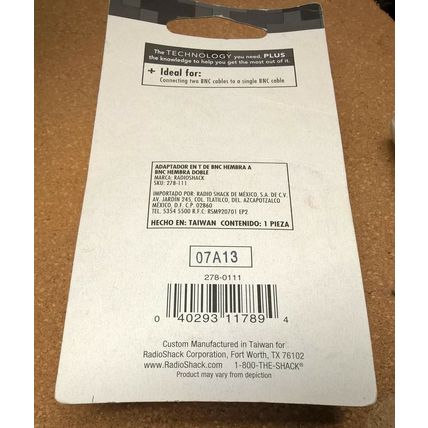 The TECHNOLOGY you need, PLUS
the knowledge to help you get the most out of it.
+ Ideal for:
Connecting two BNC cables to a single BNC cable
ADAPTADOR EN T DE BNC HEMBRA A
BNC HEMBRA DOBLE
MARCA: RADIOSHACK
SKU: 278-111
IMPORTADO POR: RADIO SHACK DE MÉXICO, S.A. DE C.V.
AV. JARDÍN 245, COL. TLATILCO, DEL. AZCAPOTZALCO
MÉXICO, D.F. C.P. 02860
TEL. 5354 5500 R.F.C: RSM920701 EP2
HECHO EN: TAIWAN CONTENIDO: 1 PIEZA
07A13
278-0111
0 40293 11789 4
Custom Manufactured in Taiwan for
RadioShack Corporation, Fort Worth, TX 76102
www.RadioShack.com 1-800-THE-SHACK®
Product may vary from depiction